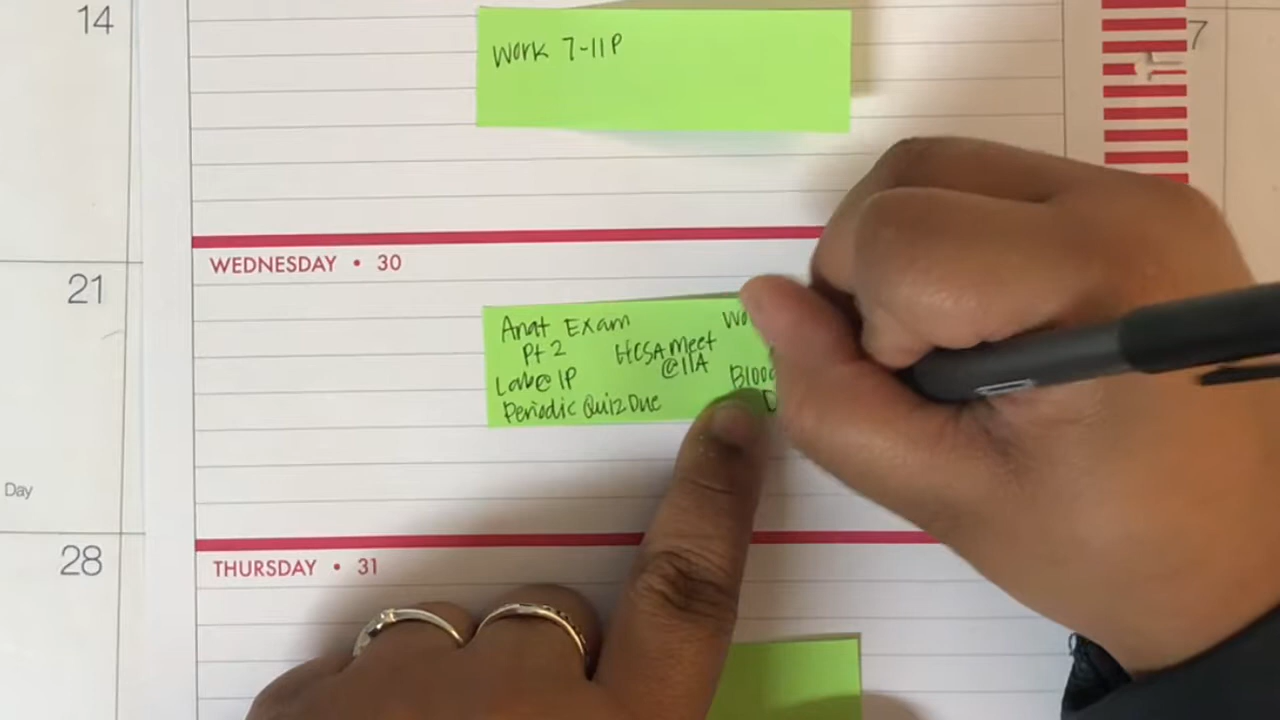 14
7
Work 7-11P
WEDNESDAY • 30
21
Anat Exam
Pt 2
Lab@1P
Periodic Quiz Due
HCSA Meet
@11A
Day
THURSDAY • 31
28